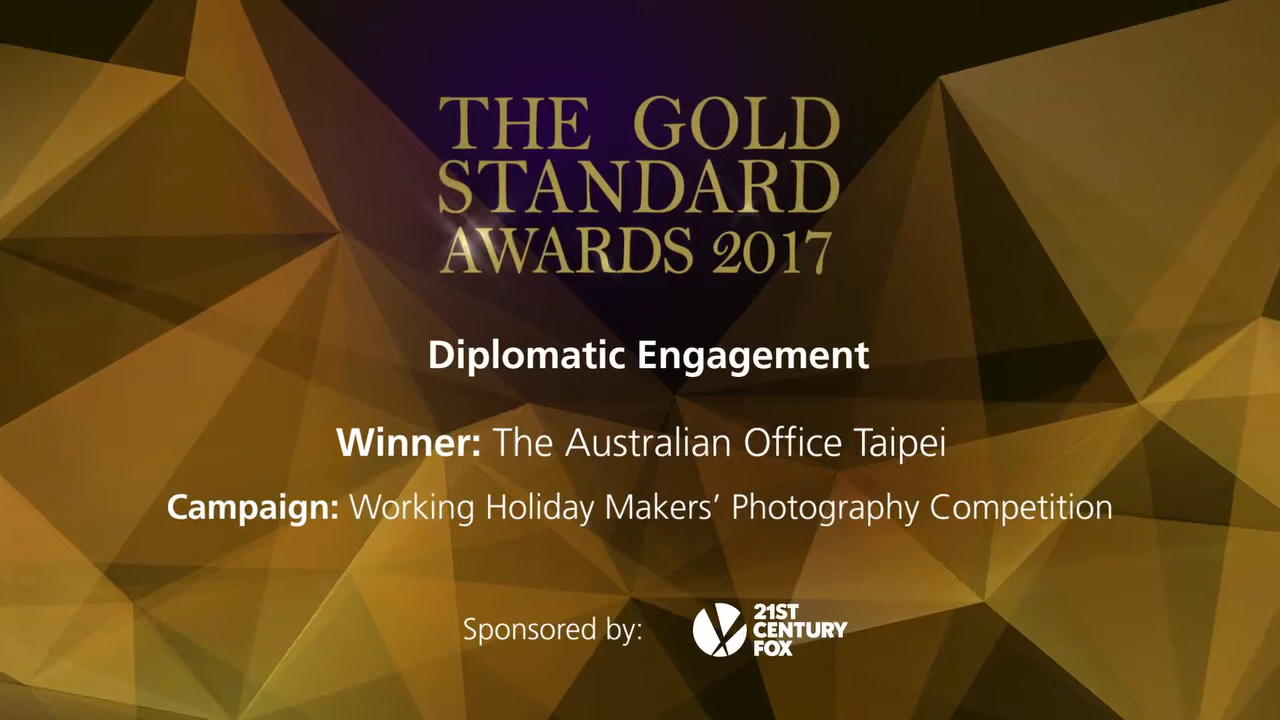 THE GOLD
STANDARD
AWARDS 2017
Diplomatic Engagement
Winner: The Australian Office Taipei
Campaign: Working Holiday Makers’ Photography Competition
Sponsored by:
21ST
CENTURY
FOX